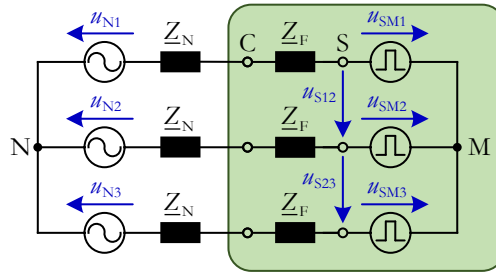 u_N1 Z_N C Z_F S u_SM1
u_S12
N u_N2 Z_N Z_F u_SM2 M
u_S23
u_N3 Z_N Z_F u_SM3